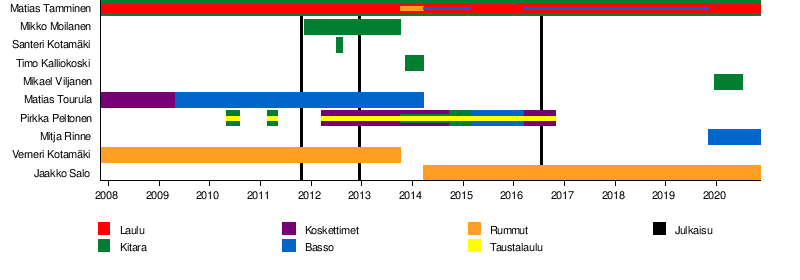 Matias Tamminen
Mikko Moilanen
Santeri Kotamäki
Timo Kalliokoski
Mikael Viljanen
Matias Tourula
Pirkka Peltonen
Mitja Rinne
Verneri Kotamäki
Jaakko Salo
2008 2009 2010 2011 2012 2013 2014 2015 2016 2017 2018 2019 2020
Laulu Koskettimet Rummut Julkaisu
Kitara Basso Taustalaulu